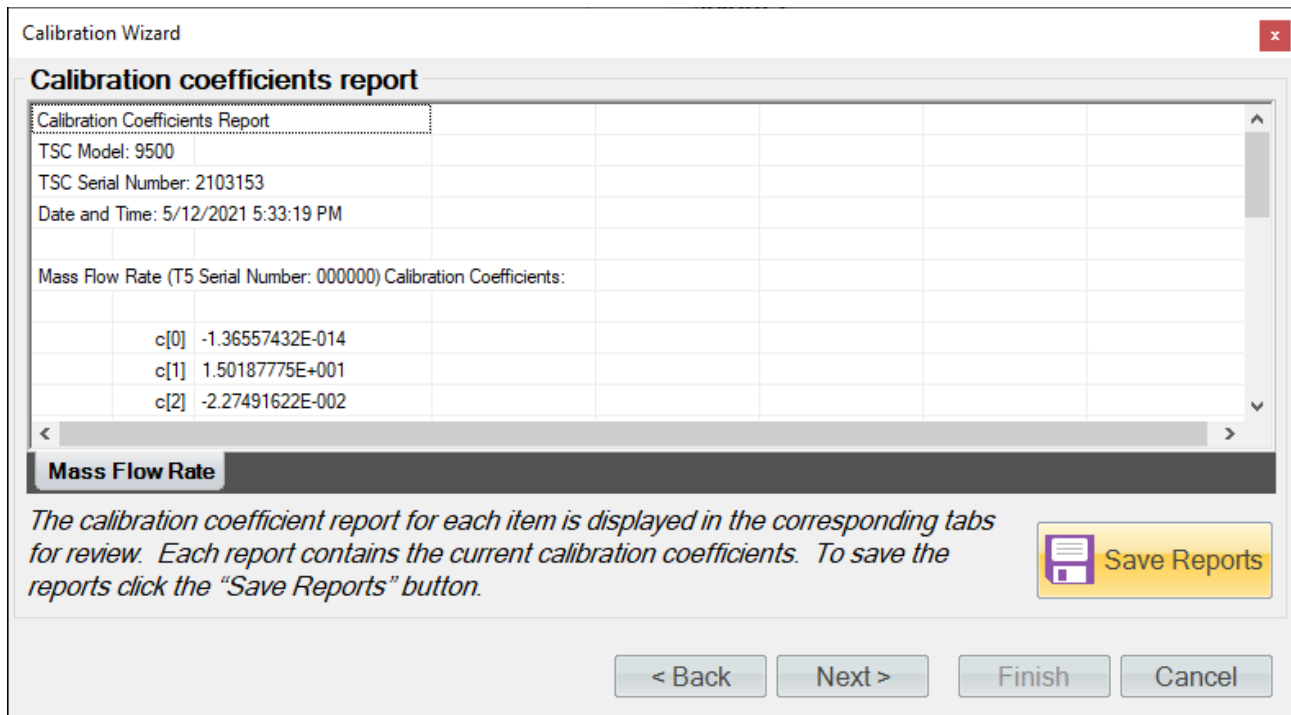 Calibration Wizard
x
Calibration coefficients report
Calibration Coefficients Report
TSC Model: 9500
TSC Serial Number: 2103153
Date and Time: 5/12/2021 5:33:19 PM
Mass Flow Rate (T5 Serial Number: 000000) Calibration Coefficients:
c[0] -1.36557432E-014
c[1] 1.50187775E+001
c[2] -2.27491622E-002
Mass Flow Rate
The calibration coefficient report for each item is displayed in the corresponding tabs
for review. Each report contains the current calibration coefficients. To save the
reports click the “Save Reports” button.
Save Reports
< Back Next > Finish Cancel